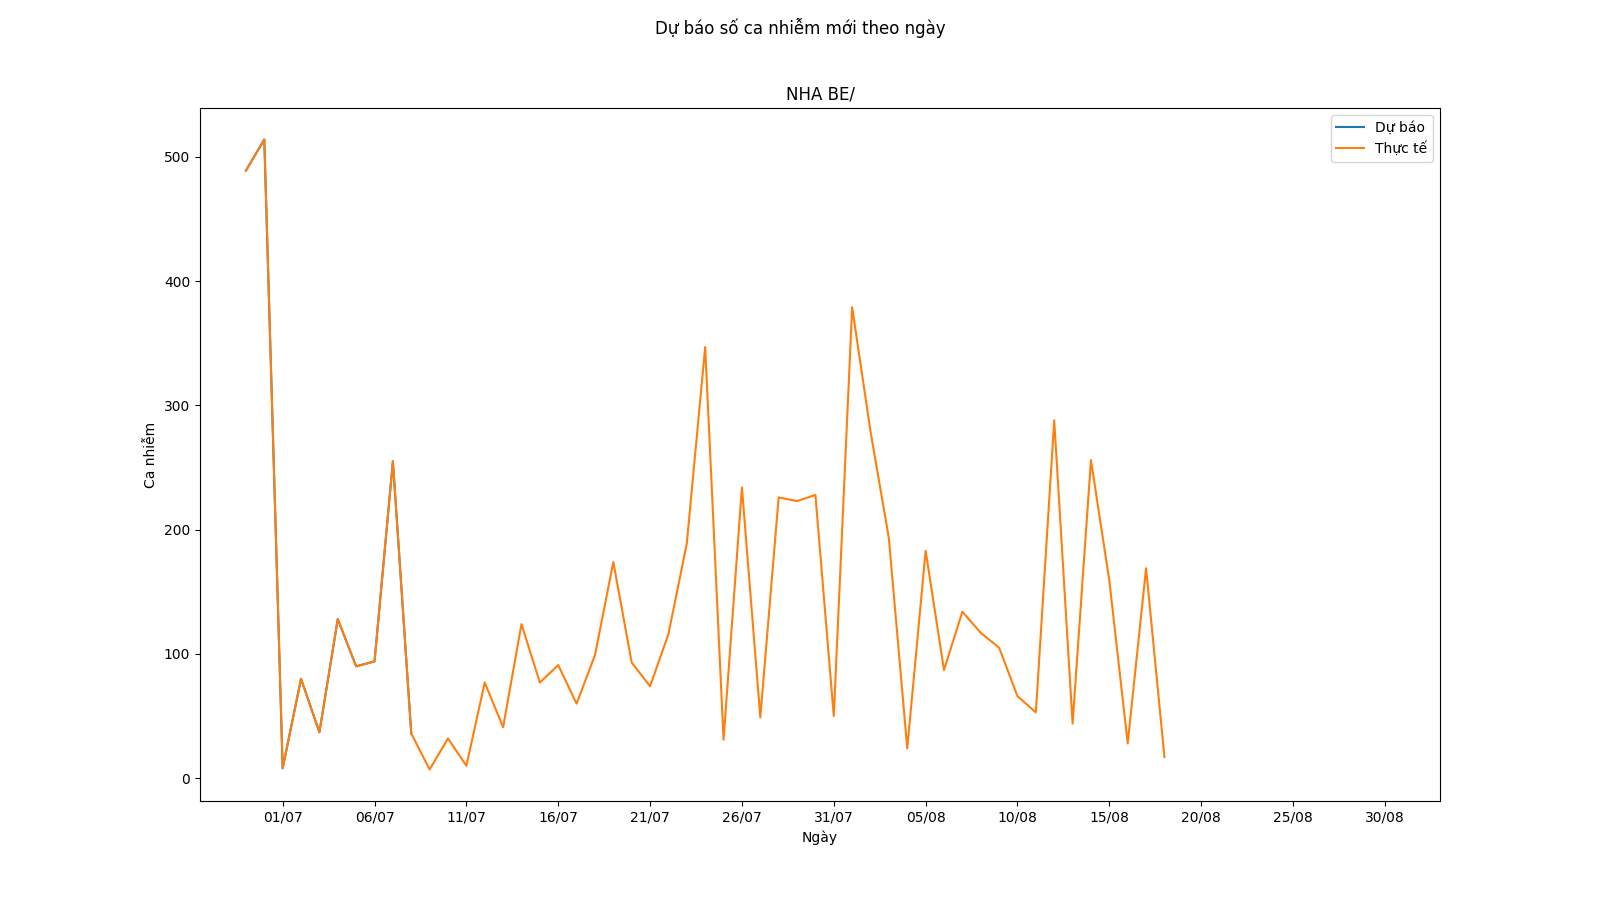 Dự báo số ca nhiễm mới theo ngày
NHA BE/
Dự báo
Thực tế
500
400
300
200
100
0
Ca nhiễm
01/07 06/07 11/07 16/07 21/07 26/07 31/07 05/08 10/08 15/08 20/08 25/08 30/08
Ngày